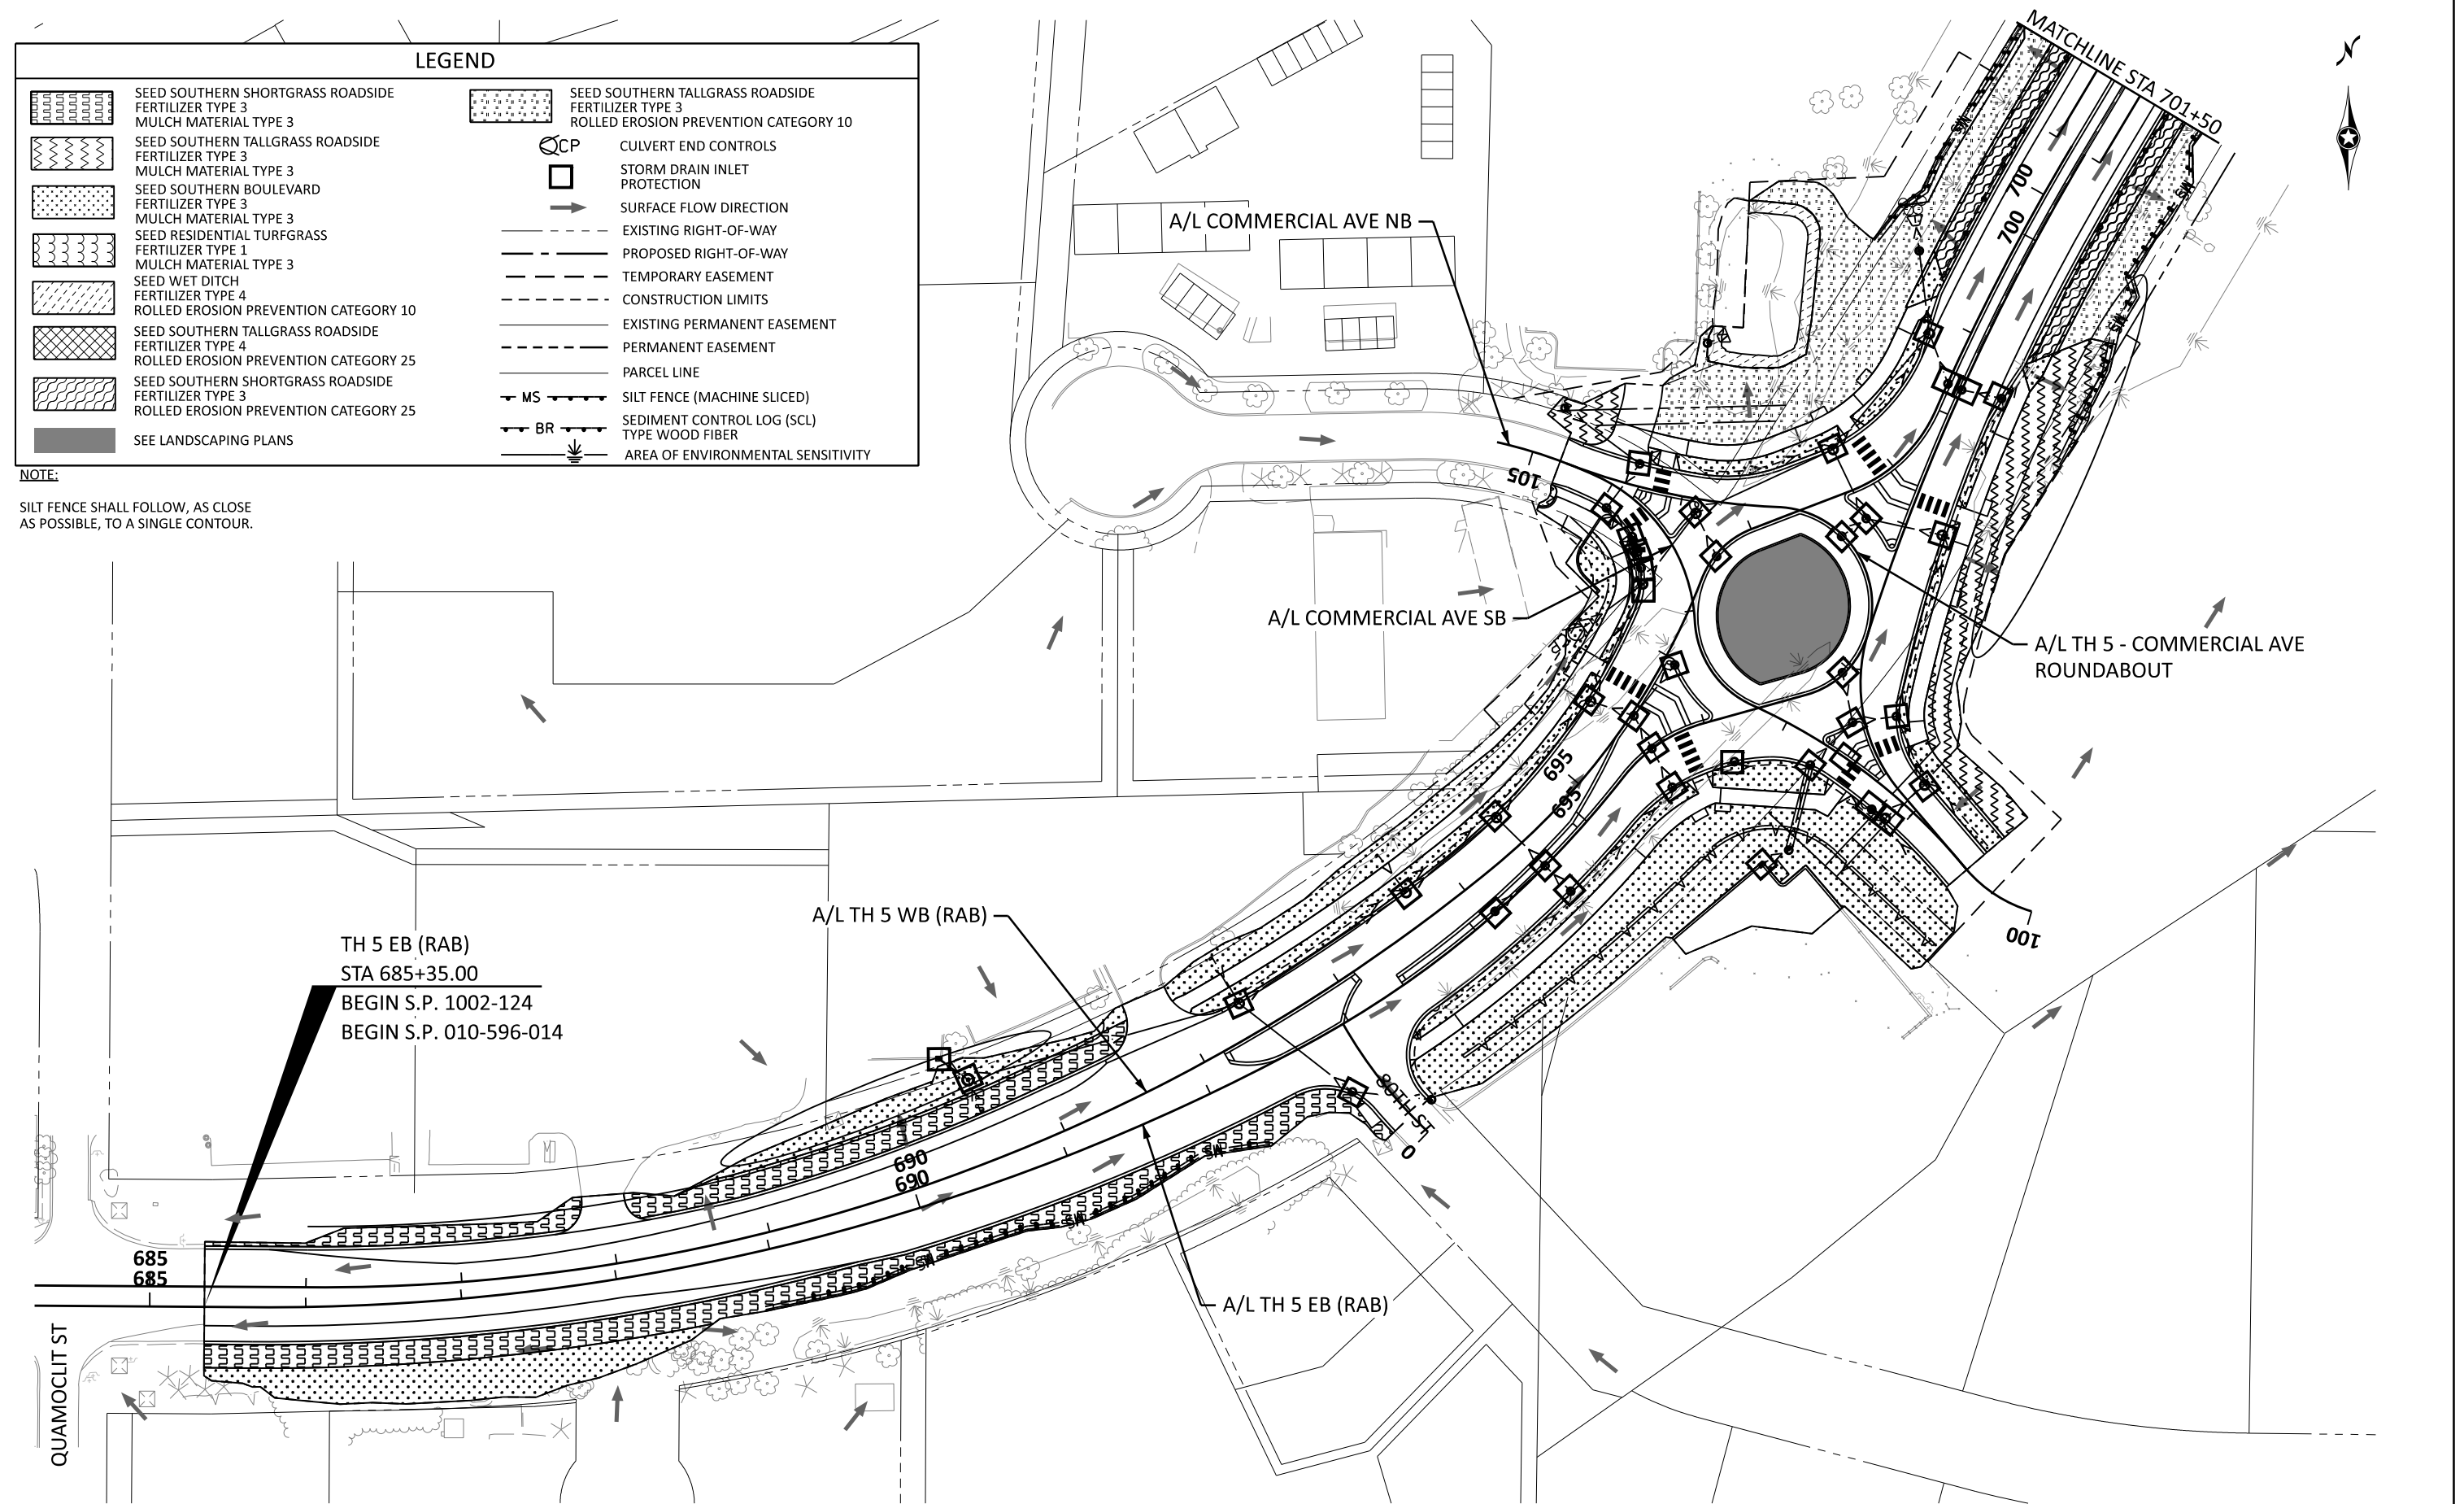 LEGEND
SEED SOUTHERN SHORTGRASS ROADSIDE
FERTILIZER TYPE 3
MULCH MATERIAL TYPE 3
SEED SOUTHERN TALLGRASS ROADSIDE
FERTILIZER TYPE 3
MULCH MATERIAL TYPE 3
SEED SOUTHERN BOULEVARD
FERTILIZER TYPE 3
MULCH MATERIAL TYPE 3
SEED RESIDENTIAL TURFGRASS
FERTILIZER TYPE 1
MULCH MATERIAL TYPE 3
SEED WET DITCH
FERTILIZER TYPE 4
ROLLED EROSION PREVENTION CATEGORY 10
SEED SOUTHERN TALLGRASS ROADSIDE
FERTILIZER TYPE 4
ROLLED EROSION PREVENTION CATEGORY 25
SEED SOUTHERN SHORTGRASS ROADSIDE
FERTILIZER TYPE 3
ROLLED EROSION PREVENTION CATEGORY 25
SEE LANDSCAPING PLANS
SEED SOUTHERN TALLGRASS ROADSIDE
FERTILIZER TYPE 3
ROLLED EROSION PREVENTION CATEGORY 10
CP CULVERT END CONTROLS
STORM DRAIN INLET
PROTECTION
SURFACE FLOW DIRECTION
EXISTING RIGHT-OF-WAY
PROPOSED RIGHT-OF-WAY
TEMPORARY EASEMENT
CONSTRUCTION LIMITS
EXISTING PERMANENT EASEMENT
PERMANENT EASEMENT
PARCEL LINE
MS SILT FENCE (MACHINE SLICED)
BR SEDIMENT CONTROL LOG (SCL)
TYPE WOOD FIBER
AREA OF ENVIRONMENTAL SENSITIVITY
NOTE:
SILT FENCE SHALL FOLLOW, AS CLOSE
AS POSSIBLE, TO A SINGLE CONTOUR.
MATCHLINE STA 701+50
N
MS
MS
MS
700
700
A/L COMMERCIAL AVE NB
105
A/L COMMERCIAL AVE SB
A/L TH 5 - COMMERCIAL AVE
ROUNDABOUT
695
695
100
A/L TH 5 WB (RAB)
TH 5 EB (RAB)
STA 685+35.00
BEGIN S.P. 1002-124
BEGIN S.P. 010-596-014
0
690
690
MS
MS
MS
685
685
A/L TH 5 EB (RAB)
QUAMOCLIT ST